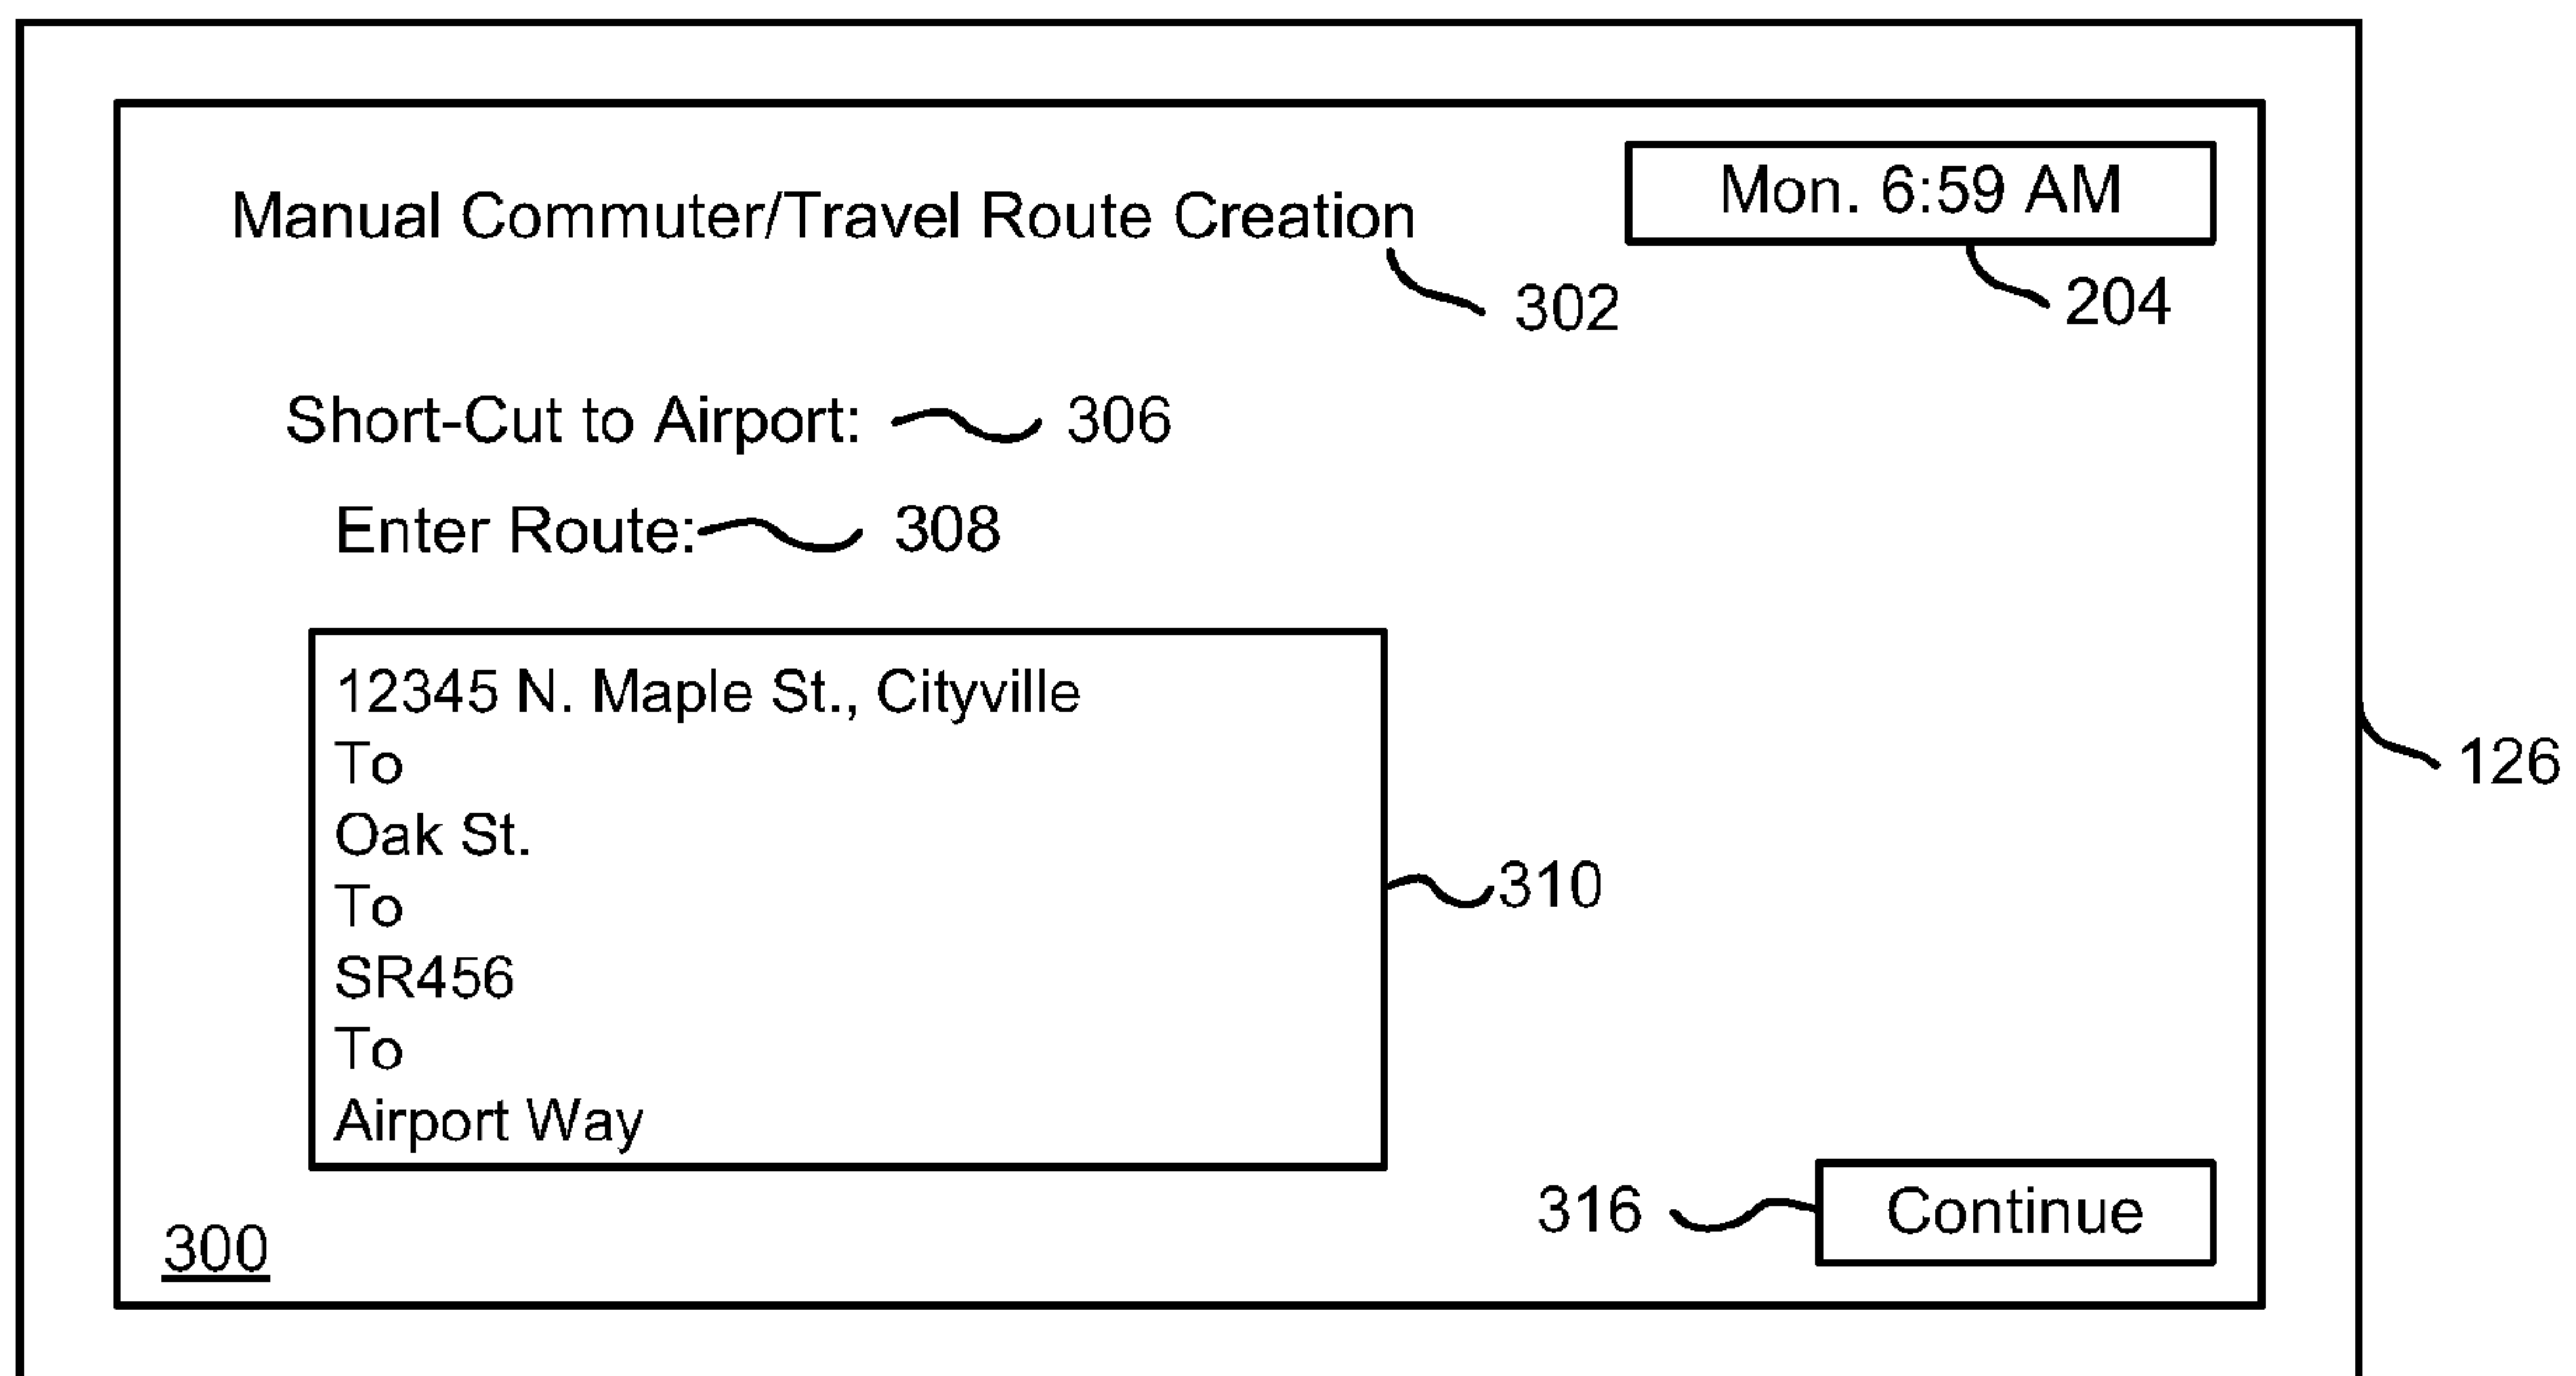 Manual Commuter/Travel Route Creation
302
Mon. 6:59 AM
204
Short-Cut to Airport:
306
Enter Route:
308
12345 N. Maple St., Cityville
To
Oak St.
To
SR456
To
Airport Way
310
126
316
Continue
300